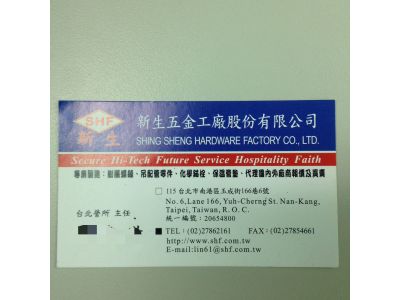 SHF
新生
新生五金工廠股份有限公司
SHING SHENG HARDWARE FACTORY CO., LTD.
Secure Hi-Tech Future Service Hospitality Faith
115 台北市南港區玉成街166巷6號
No.6, Lane 166, Yuh-Cherng St. Nan-Kang,
Taipei, Taiwan, R.O.C.
統一編號：20654800
台北營所 主任
TEL：(02)27862161 FAX：(02)27854661
http://www.shf.com.tw
E-mail:lin61@shf.com.tw